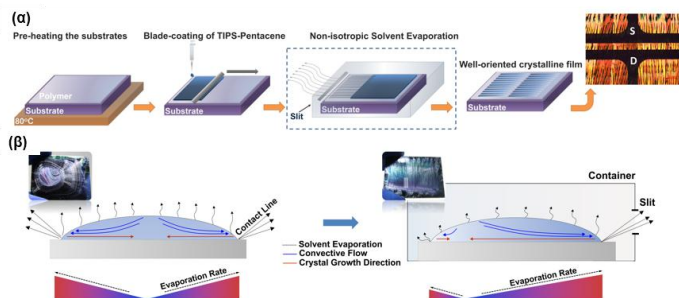 (α)
Pre-heating the substrates
Blade-coating of TIPS-Pentacene
Non-isotropic Solvent Evaporation
Well-oriented crystalline film
S
D
Polymer
Substrate
80°C
Substrate
Slit
Substrate
Substrate
(β)
Contact Line
Container
Slit
Solvent Evaporation
Convective Flow
Crystal Growth Direction
Evaporation Rate
Evaporation Rate